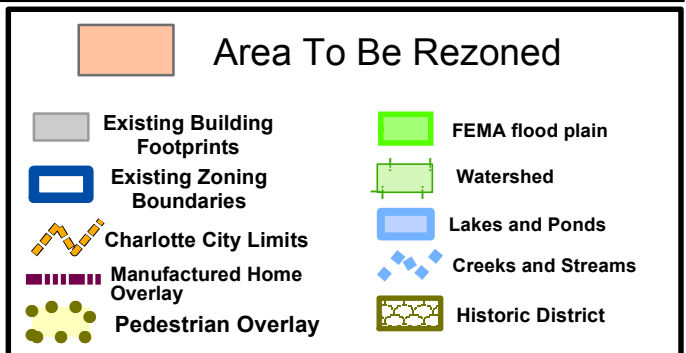 Area To Be Rezoned
Existing Building
Footprints
Existing Zoning
Boundaries
Charlotte City Limits
Manufactured Home
Overlay
Pedestrian Overlay
FEMA flood plain
Watershed
Lakes and Ponds
Creeks and Streams
Historic District